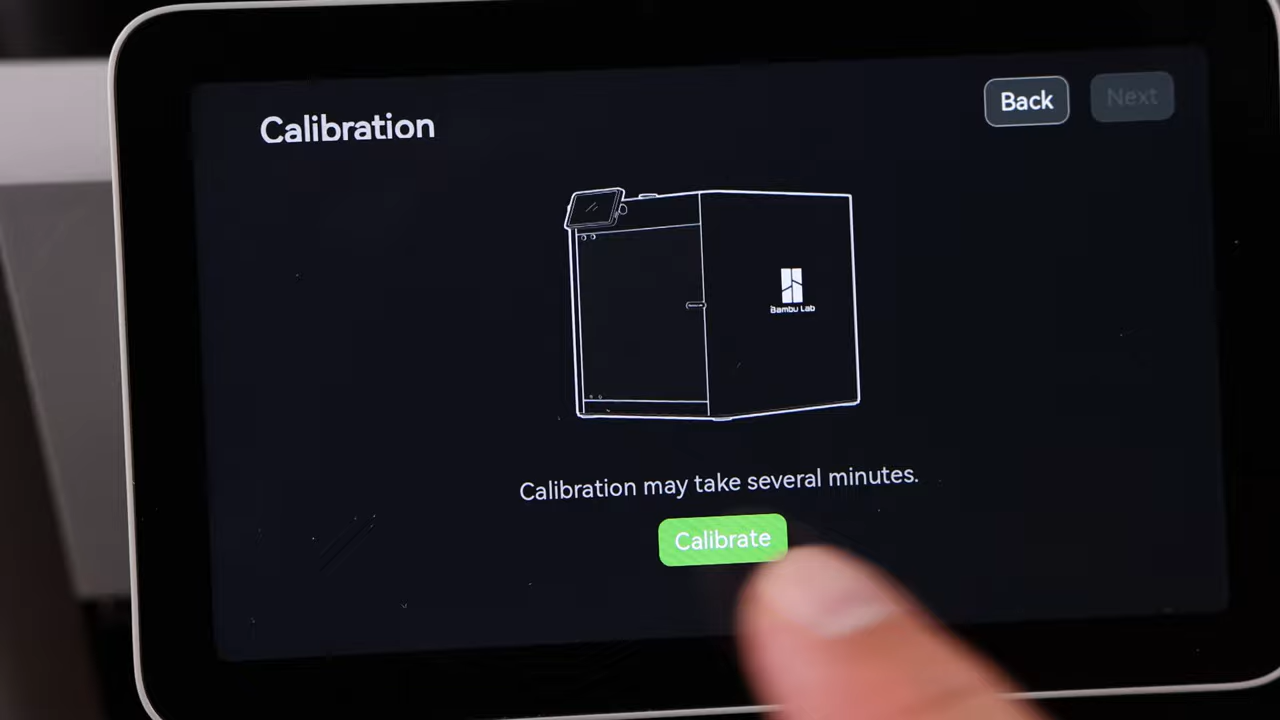 Back
Next
Calibration
Bambu Lab
Calibration may take several minutes.
Calibrate